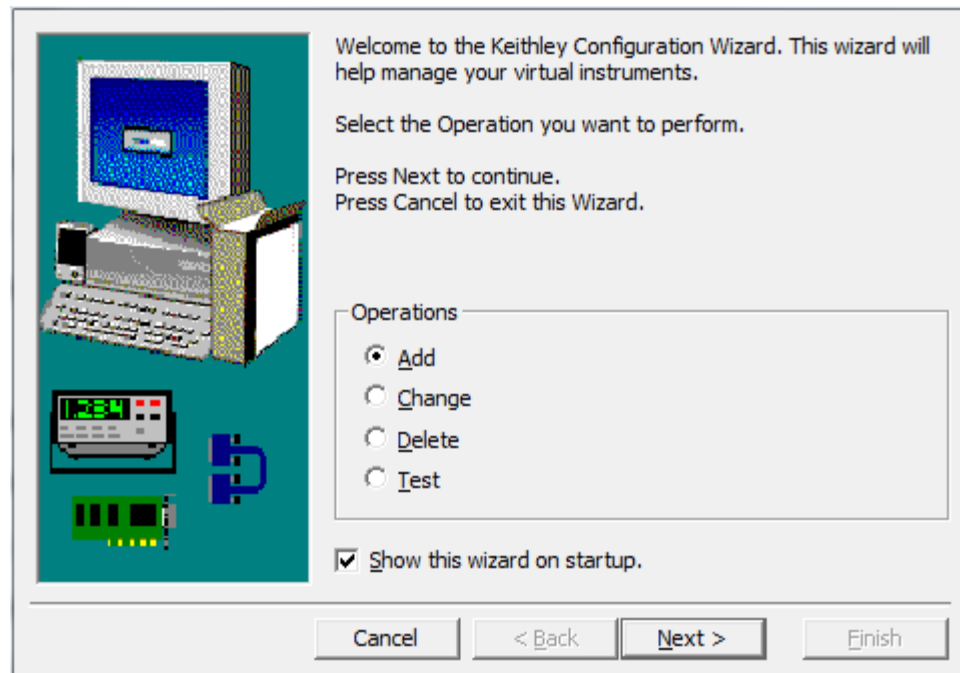 Welcome to the Keithley Configuration Wizard. This wizard will
help manage your virtual instruments.
Select the Operation you want to perform.
Press Next to continue.
Press Cancel to exit this Wizard.
Operations
Add
Change
Delete
Test
Show this wizard on startup.
Cancel
< Back
Next >
Finish
1.234